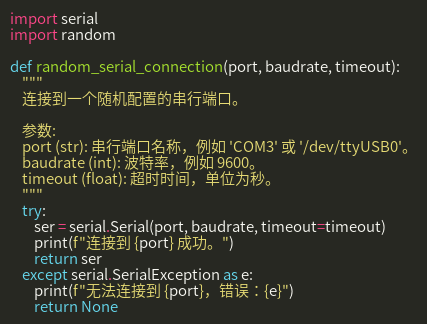 import serial
import random

def random_serial_connection(port, baudrate, timeout):
    """
    连接到一个随机配置的串行端口。

    参数:
    port (str): 串行端口名称，例如 'COM3' 或 '/dev/ttyUSB0'。
    baudrate (int): 波特率，例如 9600。
    timeout (float): 超时时间，单位为秒。
    """
    try:
        ser = serial.Serial(port, baudrate, timeout=timeout)
        print(f"连接到 {port} 成功。")
        return ser
    except serial.SerialException as e:
        print(f"无法连接到 {port}，错误：{e}")
        return None